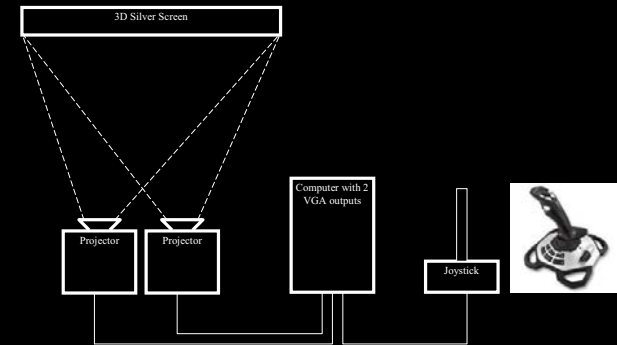 3D Silver Screen
Computer with 2
VGA outputs
Projector
Projector
Joystick